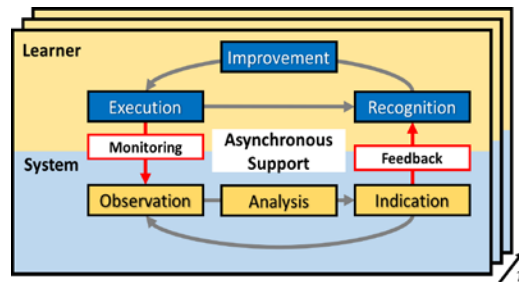 Learner
Improvement
Execution
Recognition
Monitoring
Asynchronous
Support
Feedback
System
Observation
Analysis
Indication